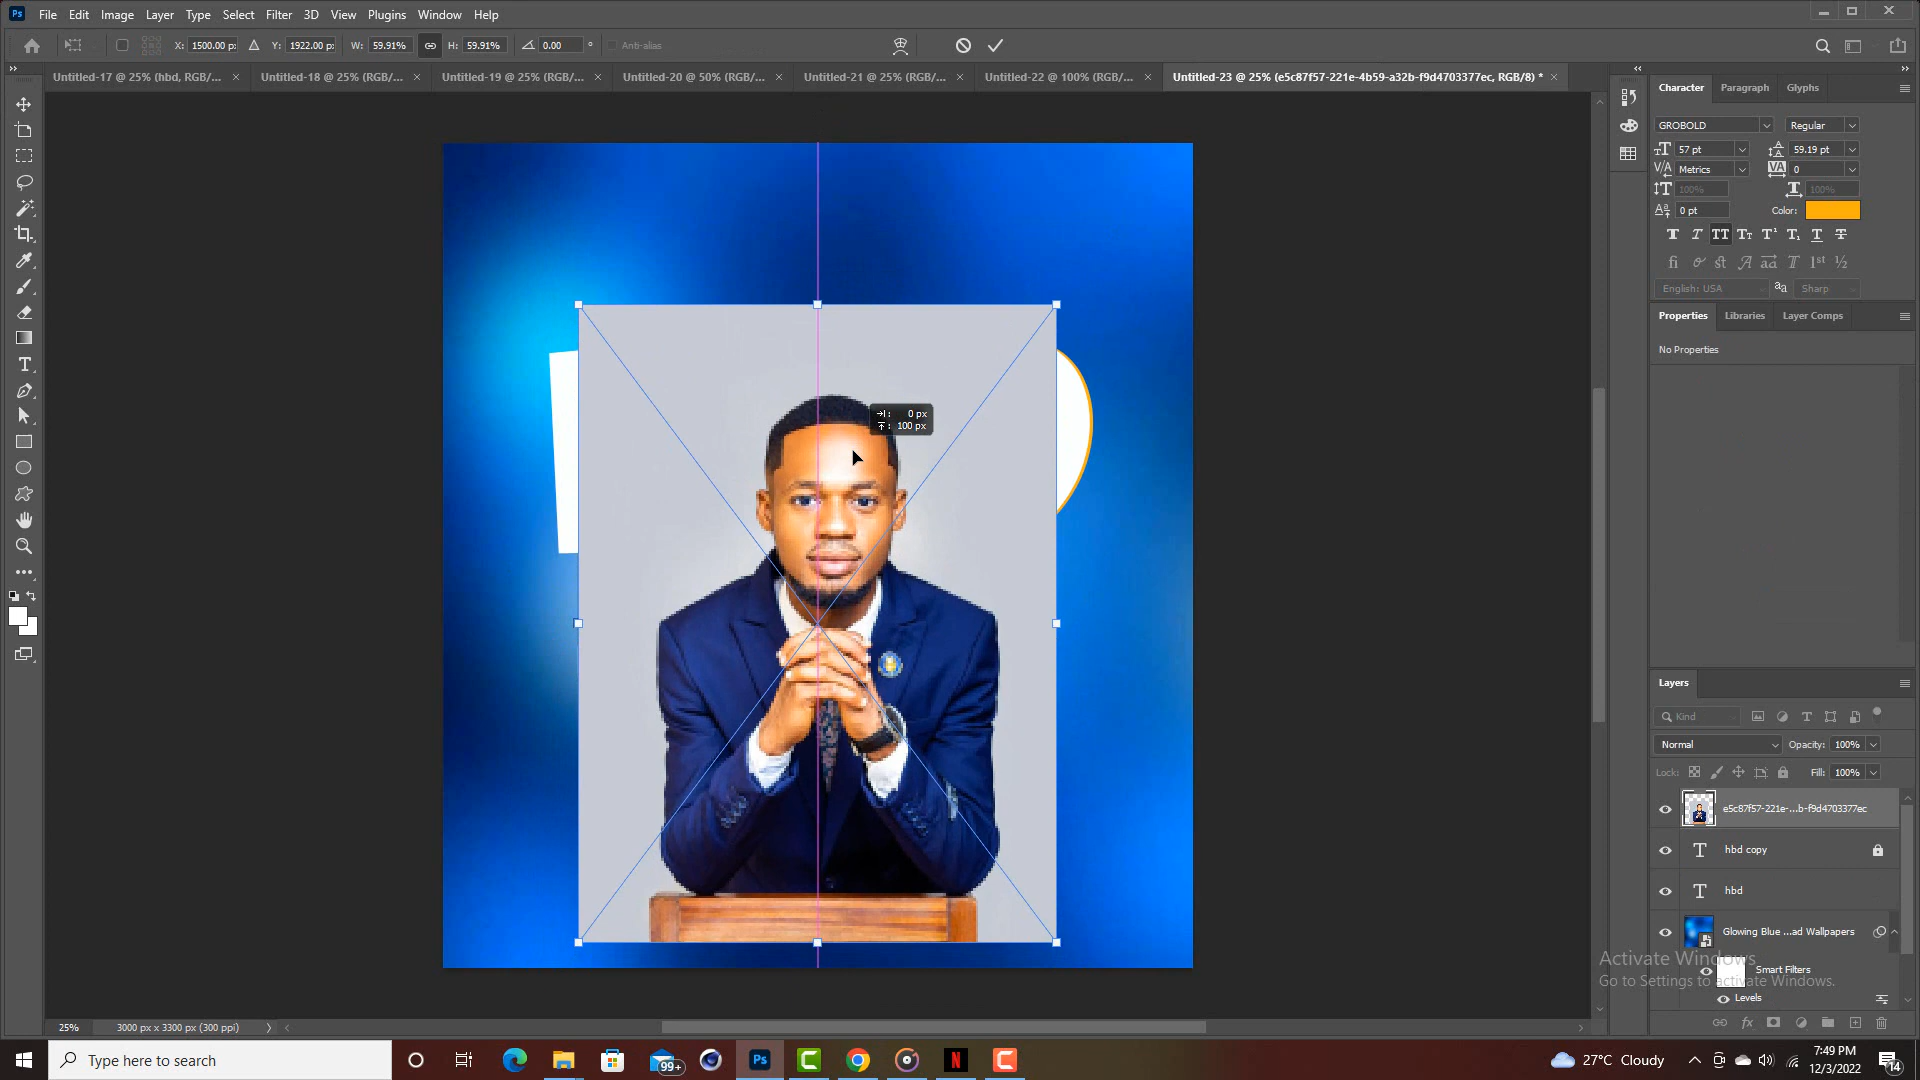 Ps File Edit Image Layer Type Select Filter 3D View Plugins Window Help
X: 1500.00 p Y: 1922.00 p W: 59.91% H: 59.91% 0.00 ° Anti-alias
Untitled-17 @ 25% (hbd, RGB/... Untitled-18 @ 25% (RGB/... Untitled-19 @ 25% (RGB/... Untitled-20 @ 50% (RGB/... Untitled-21 @ 25% (RGB/... Untitled-22 @ 100% (RGB/... Untitled-23 @ 25% (e5c87f57-221e-4b59-a32b-f9d4703377ec, RGB/8) *
Character Paragraph Glyphs
GROBOLD Regular
57 pt 59.19 pt
Metrics 0
100% 100%
0 pt Color:
English: USA aa Sharp
Properties Libraries Layer Comps
No Properties
0 px
100 px
Layers
Kind
Normal Opacity: 100%
Lock: Fill: 100%
e5c87f57-221e-...b-f9d4703377ec
hbd copy
hbd
Glowing Blue ...ad Wallpapers
Smart Filters
Levels
Activate Windows
Go to Settings to activate Windows.
25% 3000 px x 3300 px (300 ppi)
Type here to search
99+
Ps
27°C Cloudy
7:49 PM
12/3/2022
14